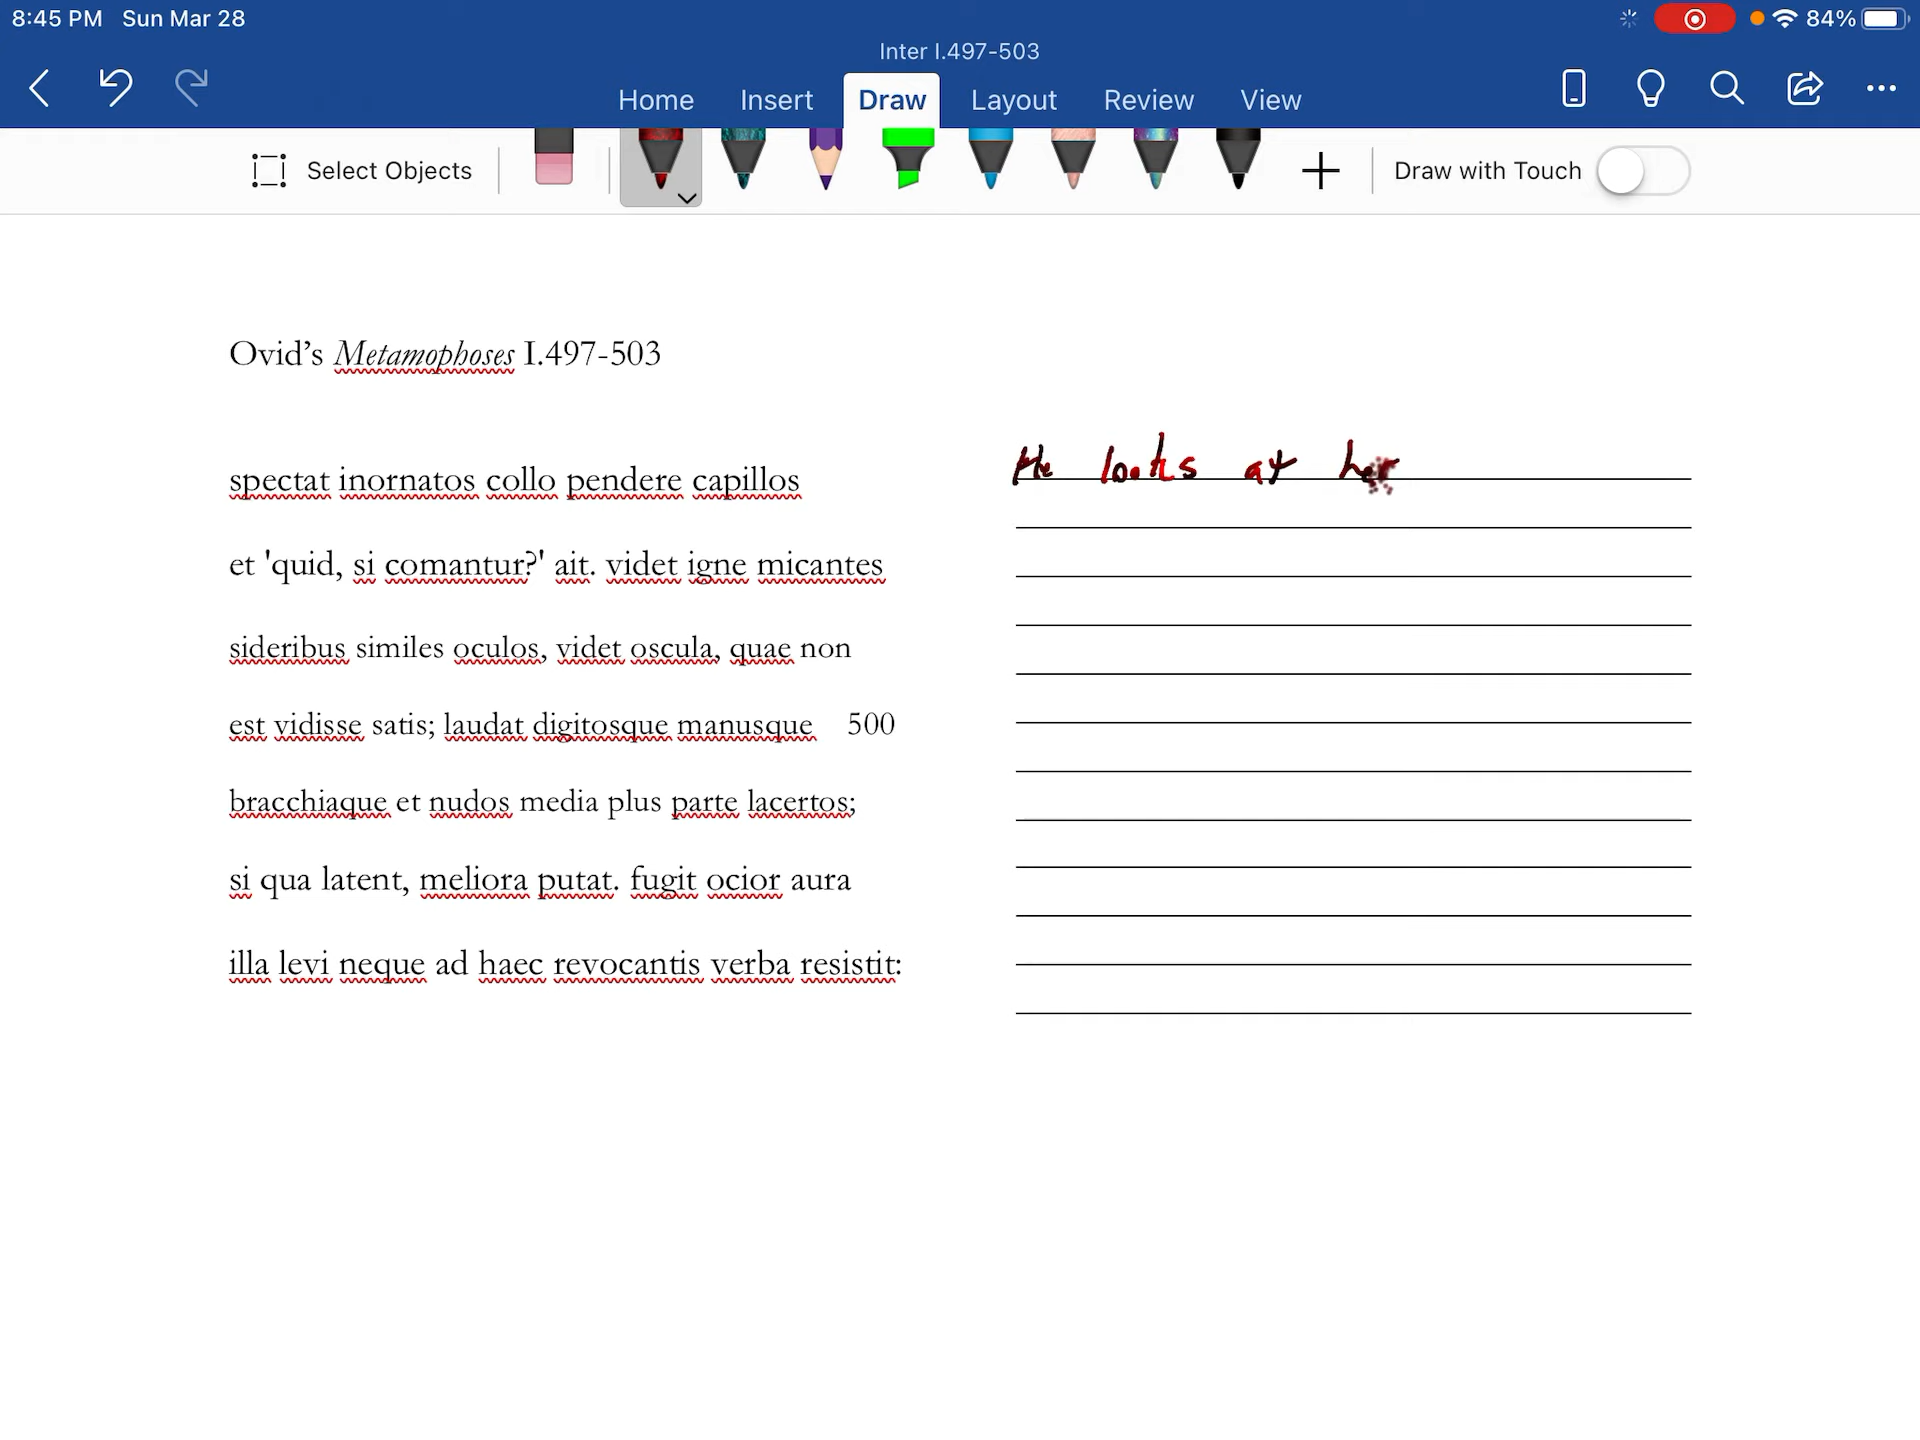 8:45 PM Sun Mar 28
84%
Inter I.497-503
Home Insert Draw Layout Review View
Select Objects
Draw with Touch
Ovid’s Metamophoses I.497-503
spectat inornatos collo pendere capillos
He looks at her
et 'quid, si comantur?' ait. videt igne micantes
sideribus similes oculos, videt oscula, quae non
est vidisse satis; laudat digitosque manusque 500
bracchiaque et nudos media plus parte lacertos;
si qua latent, meliora putat. fugit ocior aura
illa levi neque ad haec revocantis verba resistit: